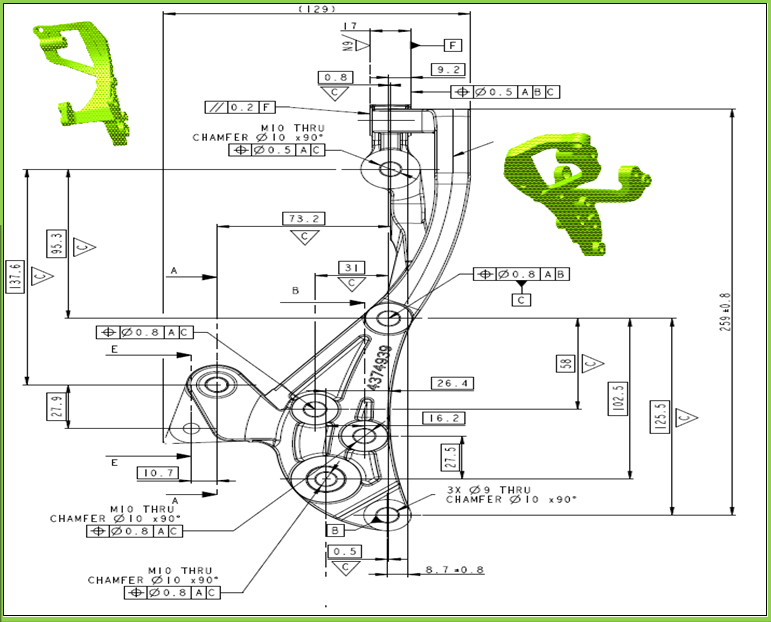 (129)
17
N9
F
0.8
C
9.2
⌖ Ø0.5 A B C
// 0.2 F
M10 THRU
CHAMFER Ø10 x90°
⌖ Ø0.5 A C
137.6
C
95.3
C
73.2
C
A
31
C
B
⌖ Ø0.8 A B
C
259±0.8
⌖ Ø0.8 A C
E
4374939
58
C
26.4
102.5
125.5
C
27.9
16.2
27.5
E
10.7
A
3X Ø9 THRU
CHAMFER Ø10 x90°
M10 THRU
CHAMFER Ø10 x90°
⌖ Ø0.8 A C
B
0.5
C
8.7±0.8
M10 THRU
CHAMFER Ø10 x90°
⌖ Ø0.8 A C